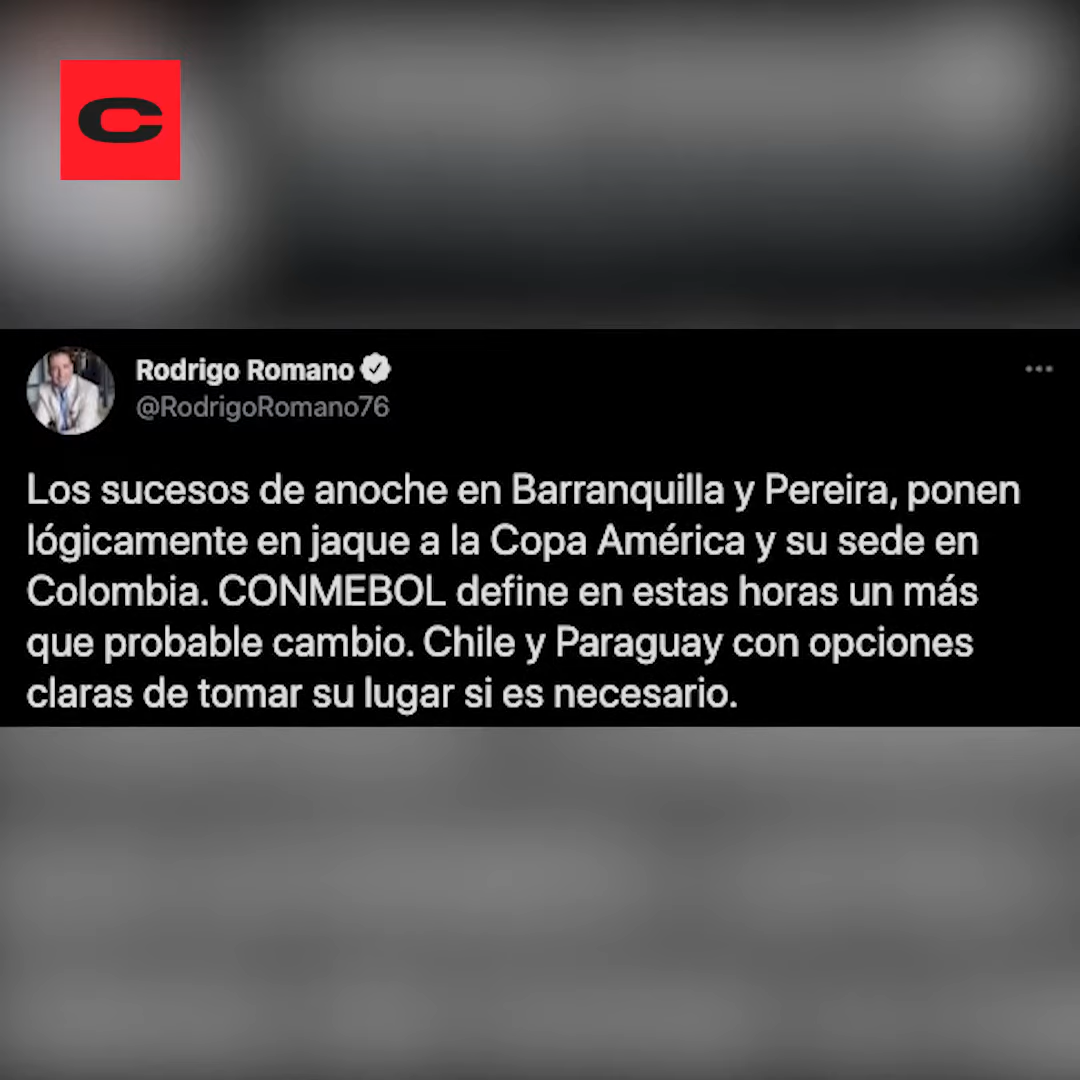 C
Rodrigo Romano
@RodrigoRomano76
Los sucesos de anoche en Barranquilla y Pereira, ponen
lógicamente en jaque a la Copa América y su sede en
Colombia. CONMEBOL define en estas horas un más
que probable cambio. Chile y Paraguay con opciones
claras de tomar su lugar si es necesario.